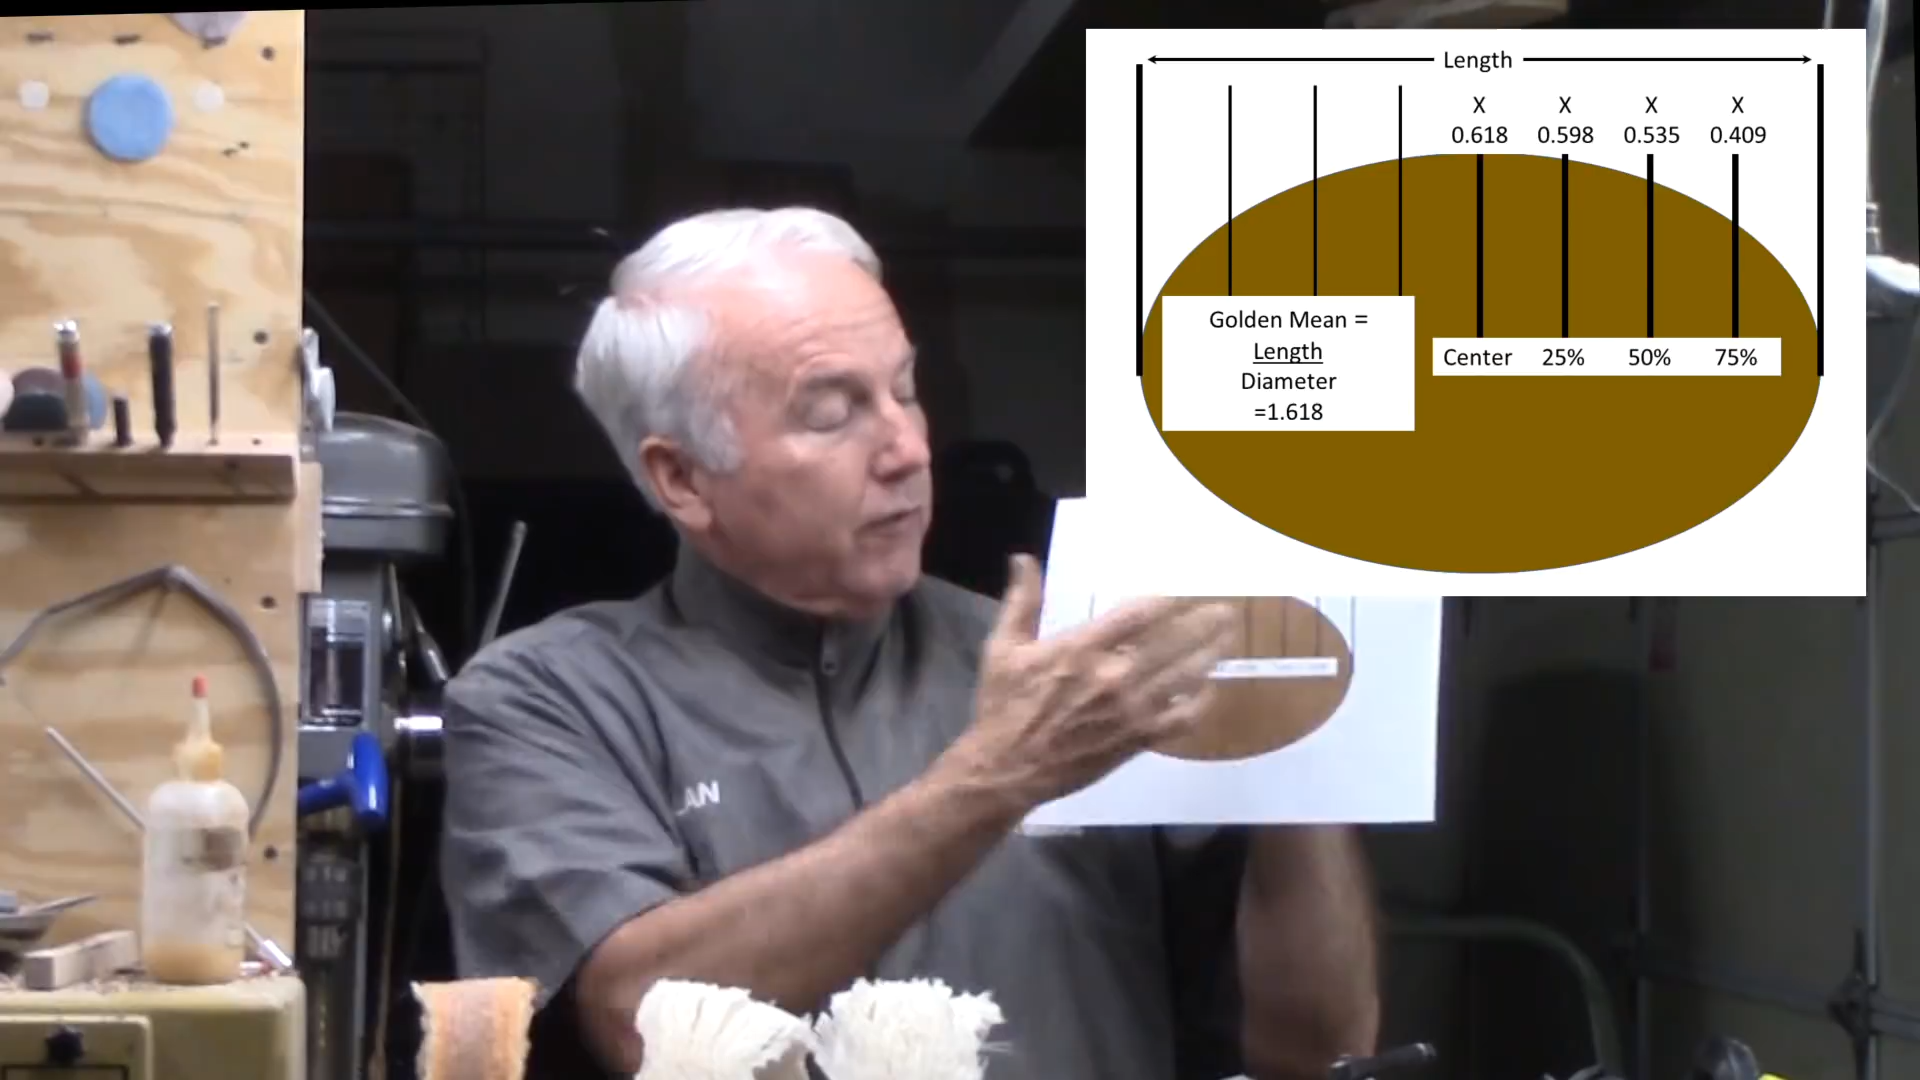 Length
X X X X
0.618 0.598 0.535 0.409
Golden Mean =
Length
Diameter
=1.618
Center 25% 50% 75%
AN